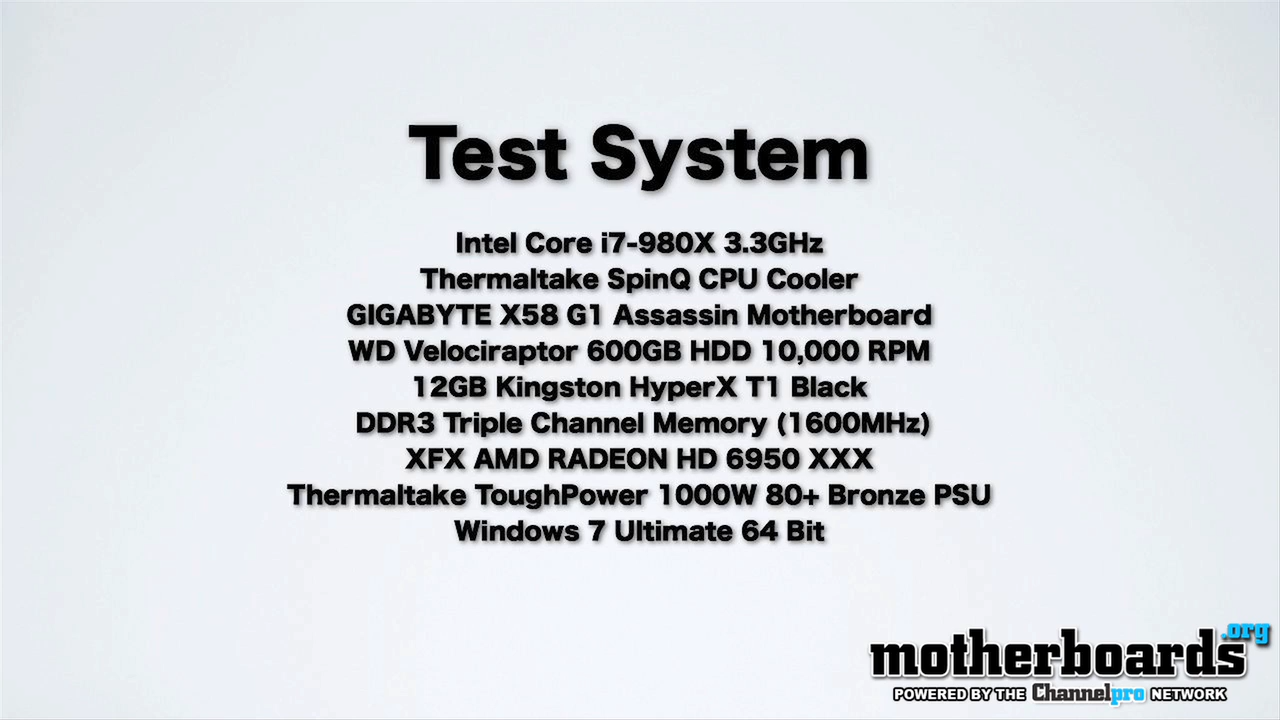 Test System
Intel Core i7-980X 3.3GHz
Thermaltake SpinQ CPU Cooler
GIGABYTE X58 G1 Assassin Motherboard
WD Velociraptor 600GB HDD 10,000 RPM
12GB Kingston HyperX T1 Black
DDR3 Triple Channel Memory (1600MHz)
XFX AMD RADEON HD 6950 XXX
Thermaltake ToughPower 1000W 80+ Bronze PSU
Windows 7 Ultimate 64 Bit
motherboards.org
POWERED BY THE Channelpro NETWORK